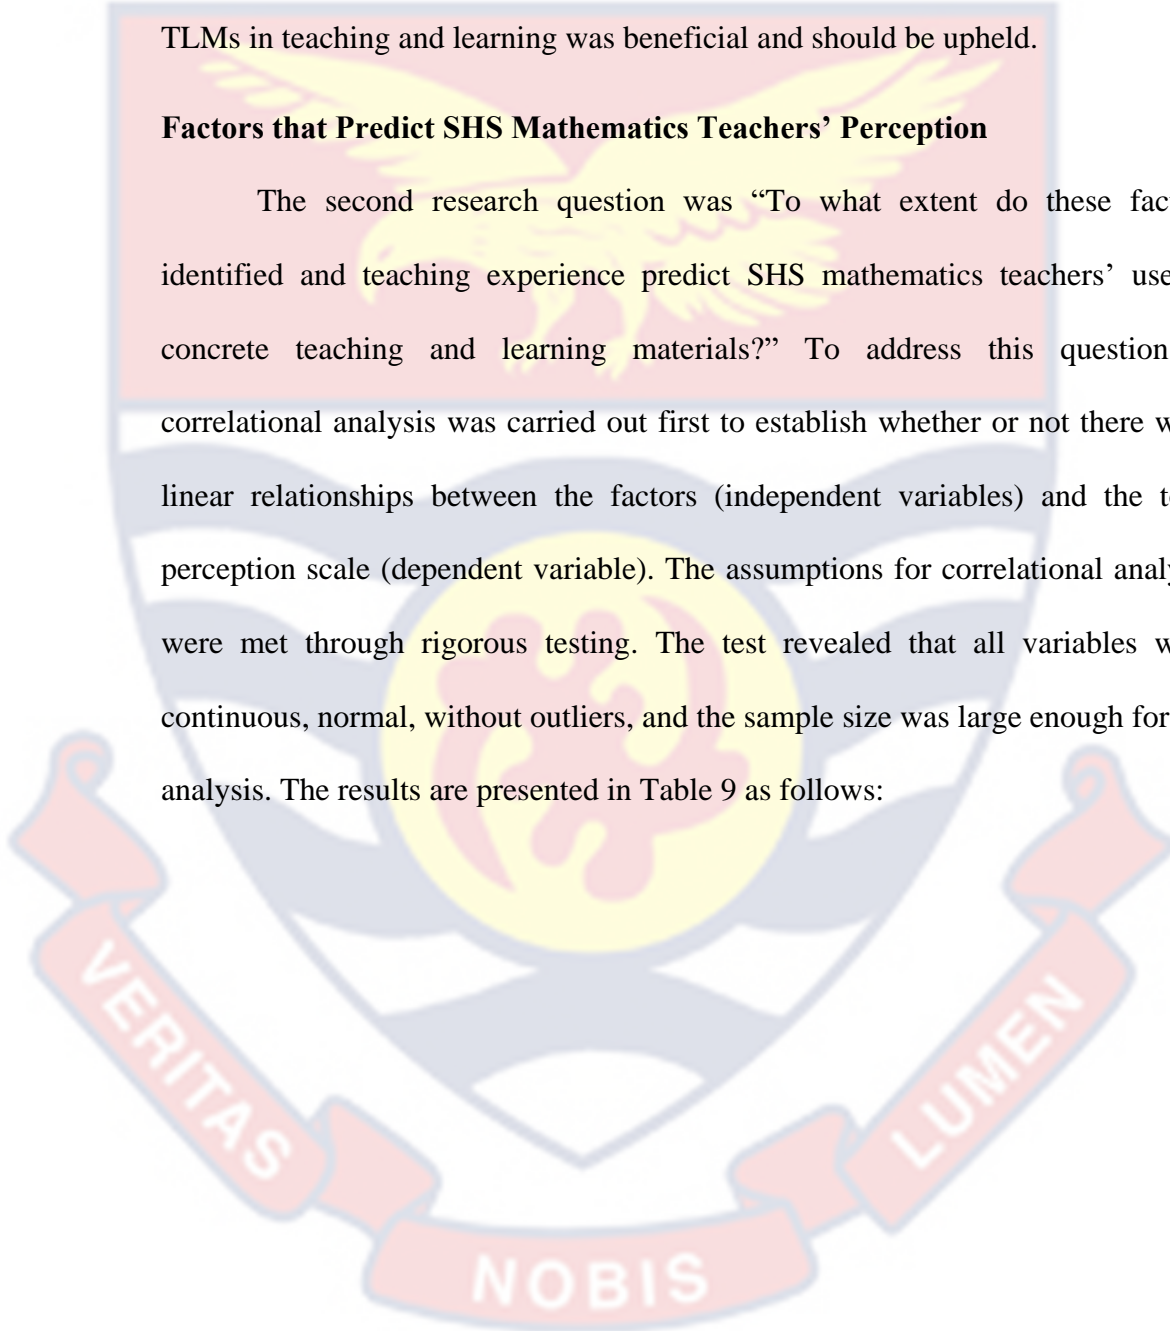 TLMs in teaching and learning was beneficial and should be upheld.
Factors that Predict SHS Mathematics Teachers’ Perception
The second research question was “To what extent do these fac
identified and teaching experience predict SHS mathematics teachers’ use
concrete teaching and learning materials?” To address this question
correlational analysis was carried out first to establish whether or not there w
linear relationships between the factors (independent variables) and the t
perception scale (dependent variable). The assumptions for correlational analy
were met through rigorous testing. The test revealed that all variables w
continuous, normal, without outliers, and the sample size was large enough for
analysis. The results are presented in Table 9 as follows:
VERITAS
NOBIS
LUMEN